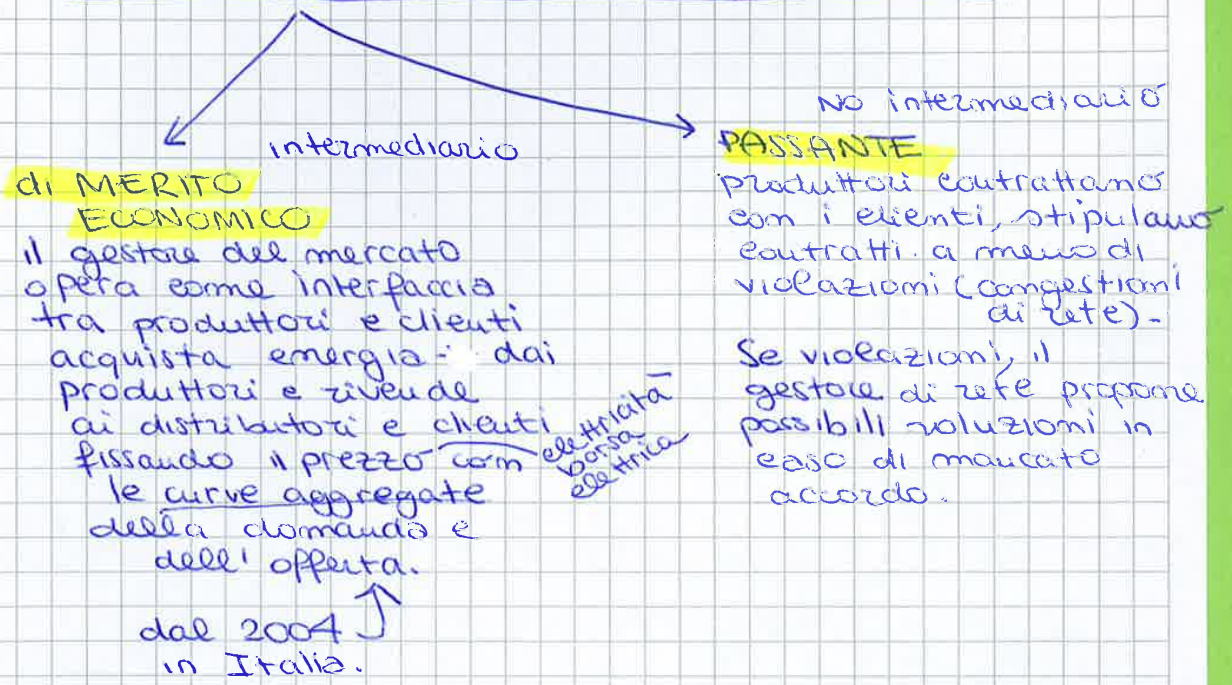 intermediario
di MERITO
ECONOMICO
il gestore del mercato
opera come interfaccia
tra produttori e clienti
acquista energia dai
produttori e rivende
ai distributori e clienti
fissando il prezzo com
elettricità
borsa
elettrica
le curve aggregate
della domanda e
dell' offerta.
dal 2004
in Italia.
NO intermediario
PASSANTE
produttori contrattano
con i clienti, stipulano
contratti. a meno di
violazioni (congestioni
di rete).
Se violazioni, il
gestore di rete propone
possibili soluzioni in
caso di mancato
accordo.